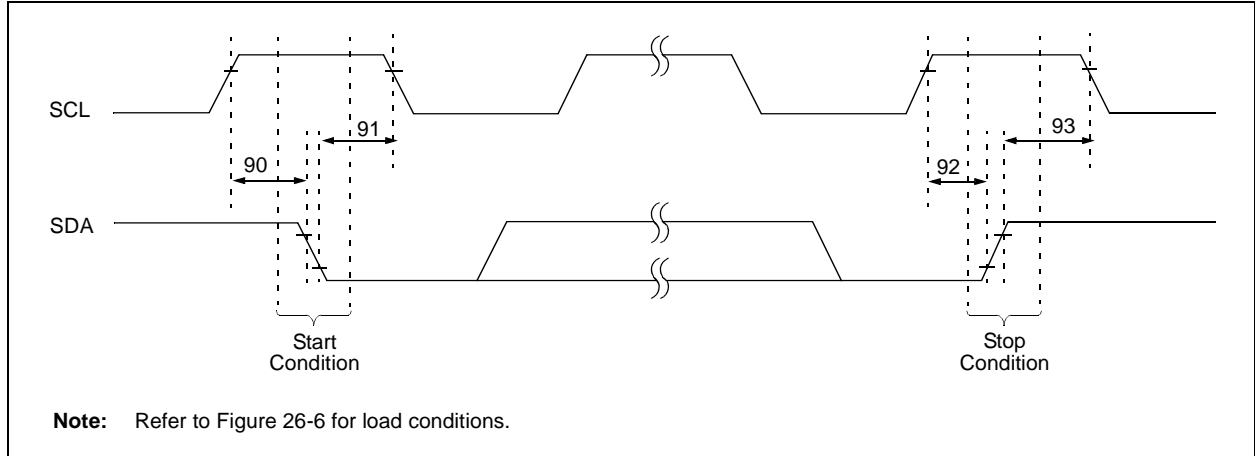 SCL
91
93
90
92
SDA
Start
Condition
Stop
Condition
Note: Refer to Figure 26-6 for load conditions.